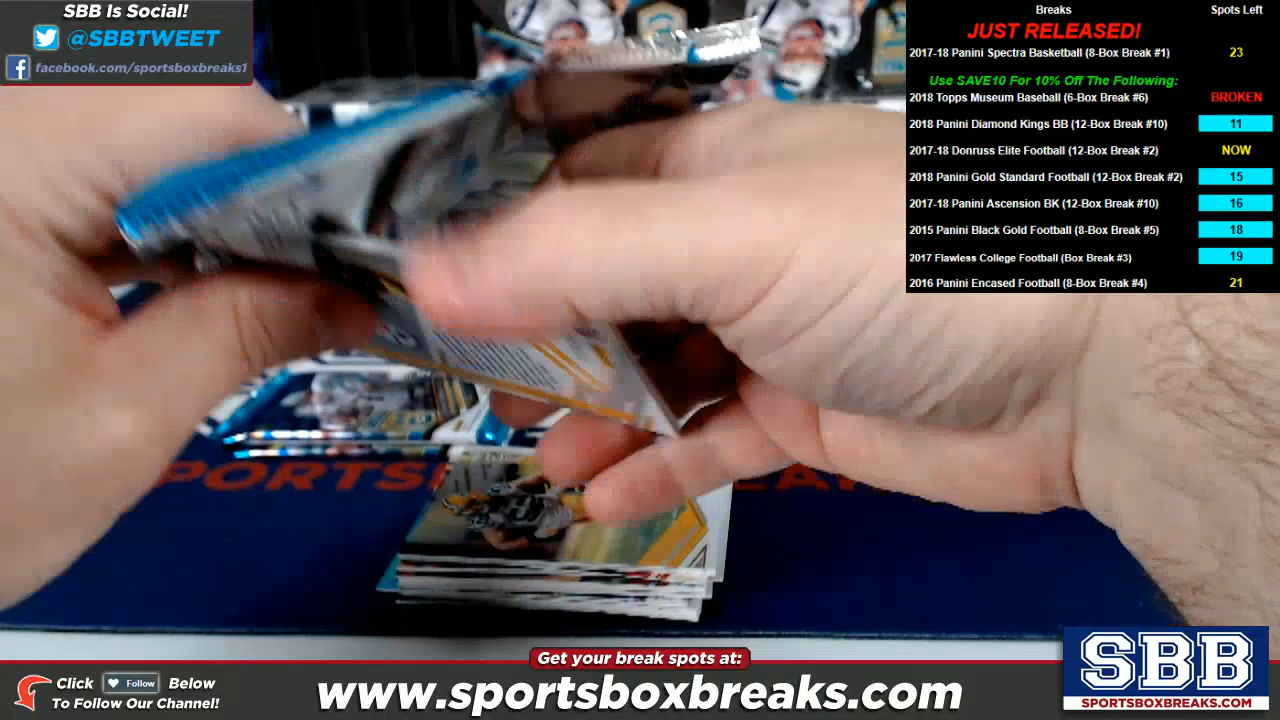 SBB Is Social!
@SBBTWEET
facebook.com/sportsboxbreaks1
Breaks Spots Left
JUST RELEASED!
2017-18 Panini Spectra Basketball (8-Box Break #1) 23
Use SAVE10 For 10% Off The Following:
2018 Topps Museum Baseball (6-Box Break #6) BROKEN
2018 Panini Diamond Kings BB (12-Box Break #10) 11
2017-18 Donruss Elite Football (12-Box Break #2) NOW
2018 Panini Gold Standard Football (12-Box Break #2) 15
2017-18 Panini Ascension BK (12-Box Break #10) 16
2015 Panini Black Gold Football (8-Box Break #5) 18
2017 Flawless College Football (Box Break #3) 19
2016 Panini Encased Football (8-Box Break #4) 21
SPORTS
Get your break spots at:
Click Follow Below
To Follow Our Channel!
www.sportsboxbreaks.com
SBB
SPORTSBOXBREAKS.COM